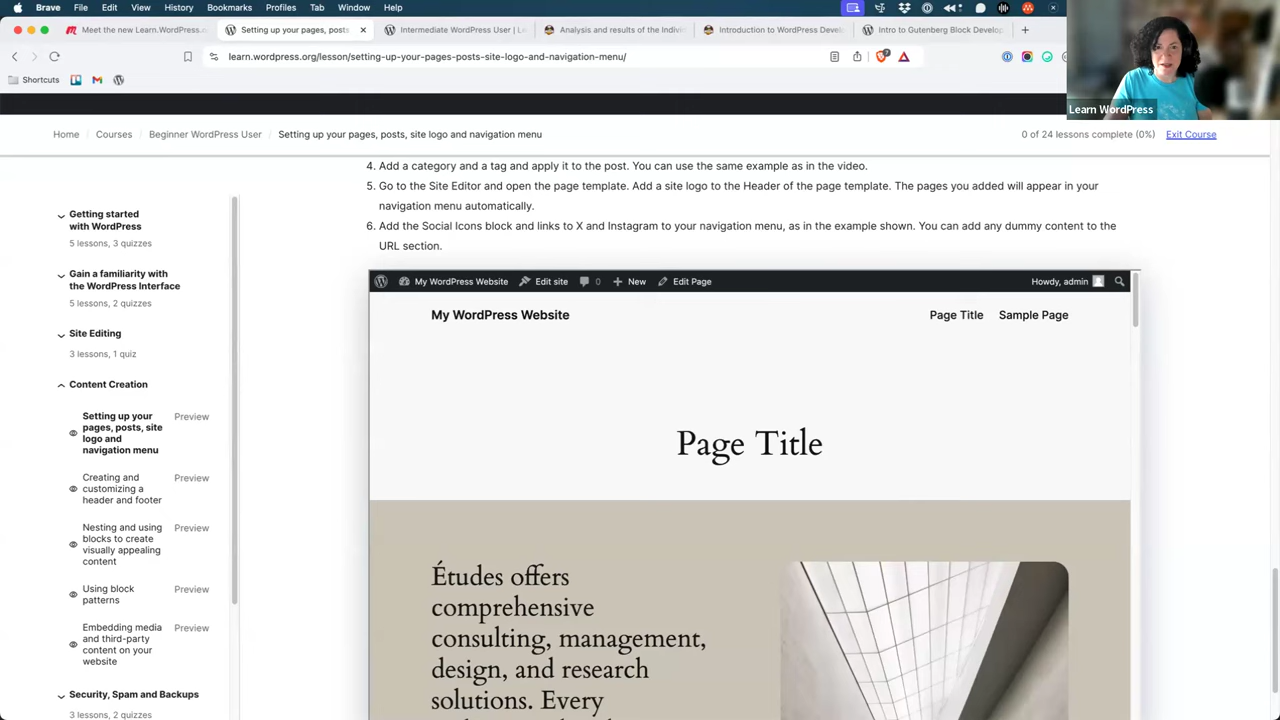 Brave File Edit View History Bookmarks Profiles Tab Window Help
Meet the new Learn.WordPress.
Setting up your pages, posts,
Intermediate WordPress User | L
Analysis and results of the Indivi
Introduction to WordPress Deve
Intro to Gutenberg Block Develop
learn.wordpress.org/lesson/setting-up-your-pages-posts-site-logo-and-navigation-menu/
Shortcuts
Learn WordPress
Home / Courses / Beginner WordPress User / Setting up your pages, posts, site logo and navigation menu
0 of 24 lessons complete (0%) Exit Course
Getting started
with WordPress
5 lessons, 3 quizzes
Gain a familiarity with
the WordPress Interface
5 lessons, 2 quizzes
Site Editing
3 lessons, 1 quiz
Content Creation
Setting up your
pages, posts, site
logo and
navigation menu
Preview
Creating and
customizing a
header and footer
Preview
Nesting and using
blocks to create
visually appealing
content
Preview
Using block
patterns
Preview
Embedding media
and third-party
content on your
website
Preview
Security, Spam and Backups
3 lessons, 2 quizzes
4. Add a category and a tag and apply it to the post. You can use the same example as in the video.
5. Go to the Site Editor and open the page template. Add a site logo to the Header of the page template. The pages you added will appear in your
navigation menu automatically.
6. Add the Social Icons block and links to X and Instagram to your navigation menu, as in the example shown. You can add any dummy content to the
URL section.
My WordPress Website Edit site 0 New Edit Page Howdy, admin
My WordPress Website
Page Title Sample Page
Page Title
Études offers
comprehensive
consulting, management,
design, and research
solutions. Every